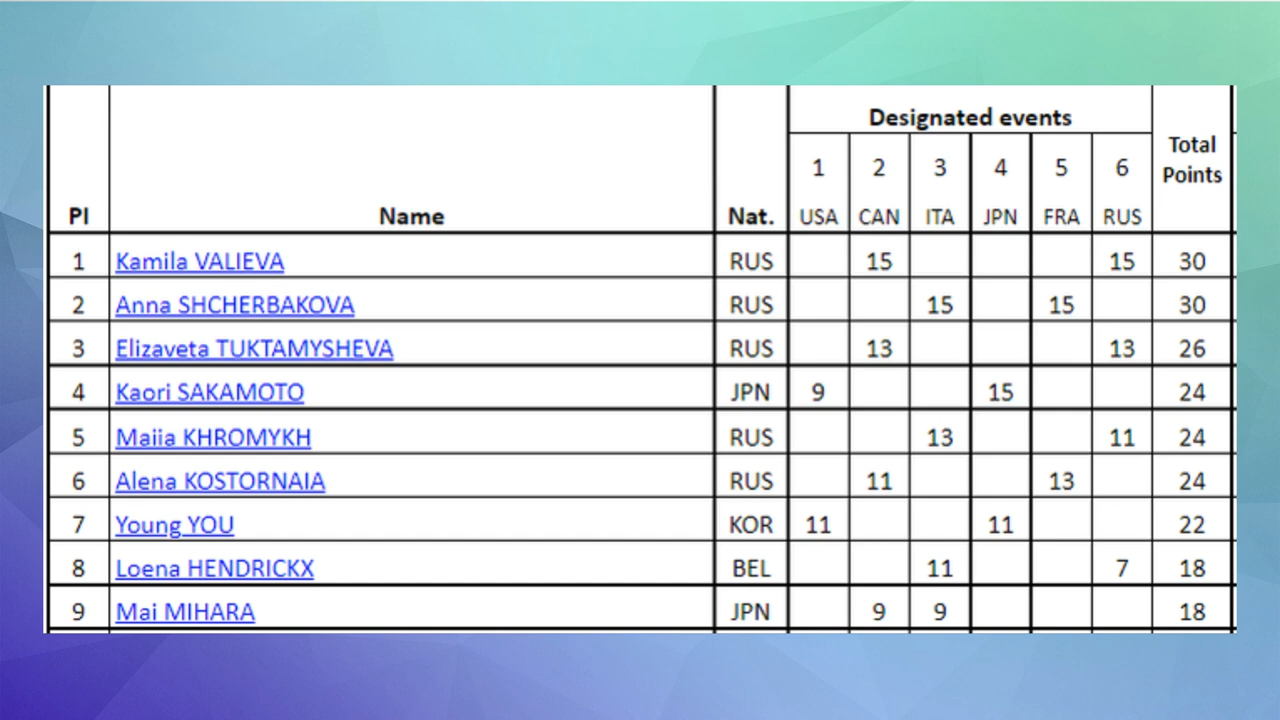 Designated events
Total
Points
1 2 3 4 5 6
Pl Name Nat. USA CAN ITA JPN FRA RUS
1 Kamila VALIEVA RUS 15 15 30
2 Anna SHCHERBAKOVA RUS 15 15 30
3 Elizaveta TUKTAMYSHEVA RUS 13 13 26
4 Kaori SAKAMOTO JPN 9 15 24
5 Maiia KHROMYKH RUS 13 11 24
6 Alena KOSTORNAIA RUS 11 13 24
7 Young YOU KOR 11 11 22
8 Loena HENDRICKX BEL 11 7 18
9 Mai MIHARA JPN 9 9 18